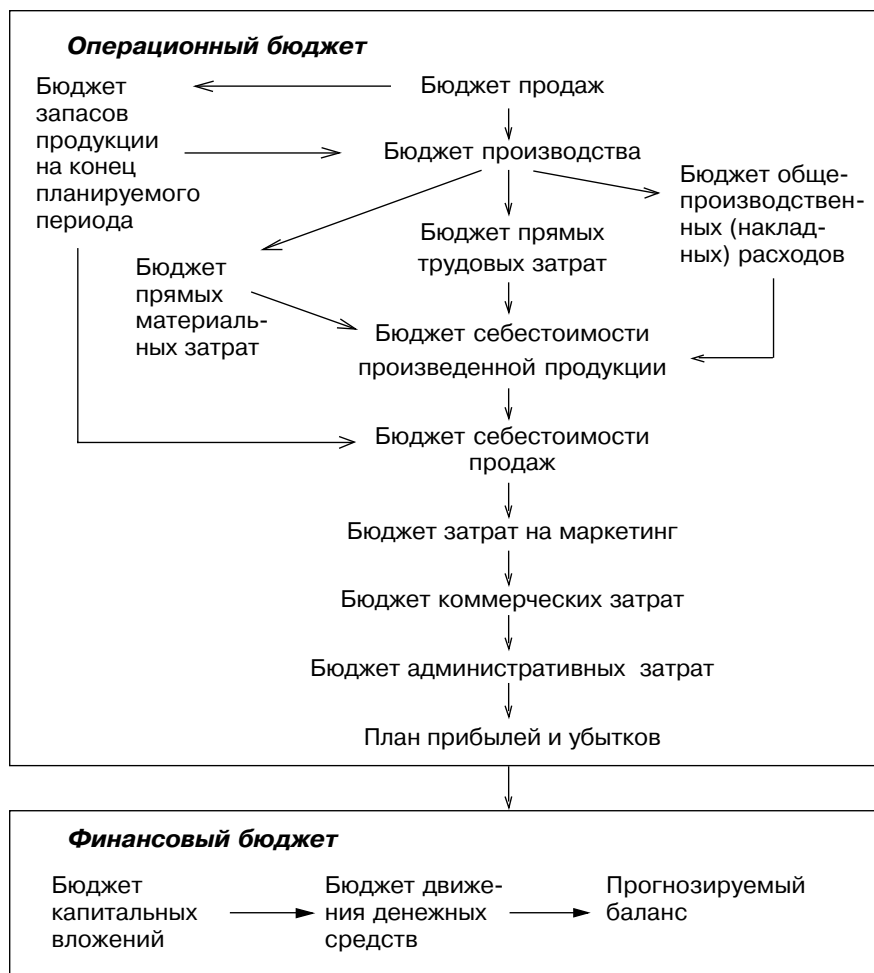 Операционный бюджет
Бюджет
запасов
продукции
на конец
планируемого
периода
Бюджет продаж
Бюджет производства
Бюджет обще-
производствен-
ных (наклад-
ных) расходов
Бюджет прямых
трудовых затрат
Бюджет
прямых
материаль-
ных затрат
Бюджет себестоимости
произведенной продукции
Бюджет себестоимости
продаж
Бюджет затрат на маркетинг
Бюджет коммерческих затрат
Бюджет административных затрат
План прибылей и убытков
Финансовый бюджет
Бюджет
капитальных
вложений
Бюджет движе-
ния денежных
средств
Прогнозируемый
баланс